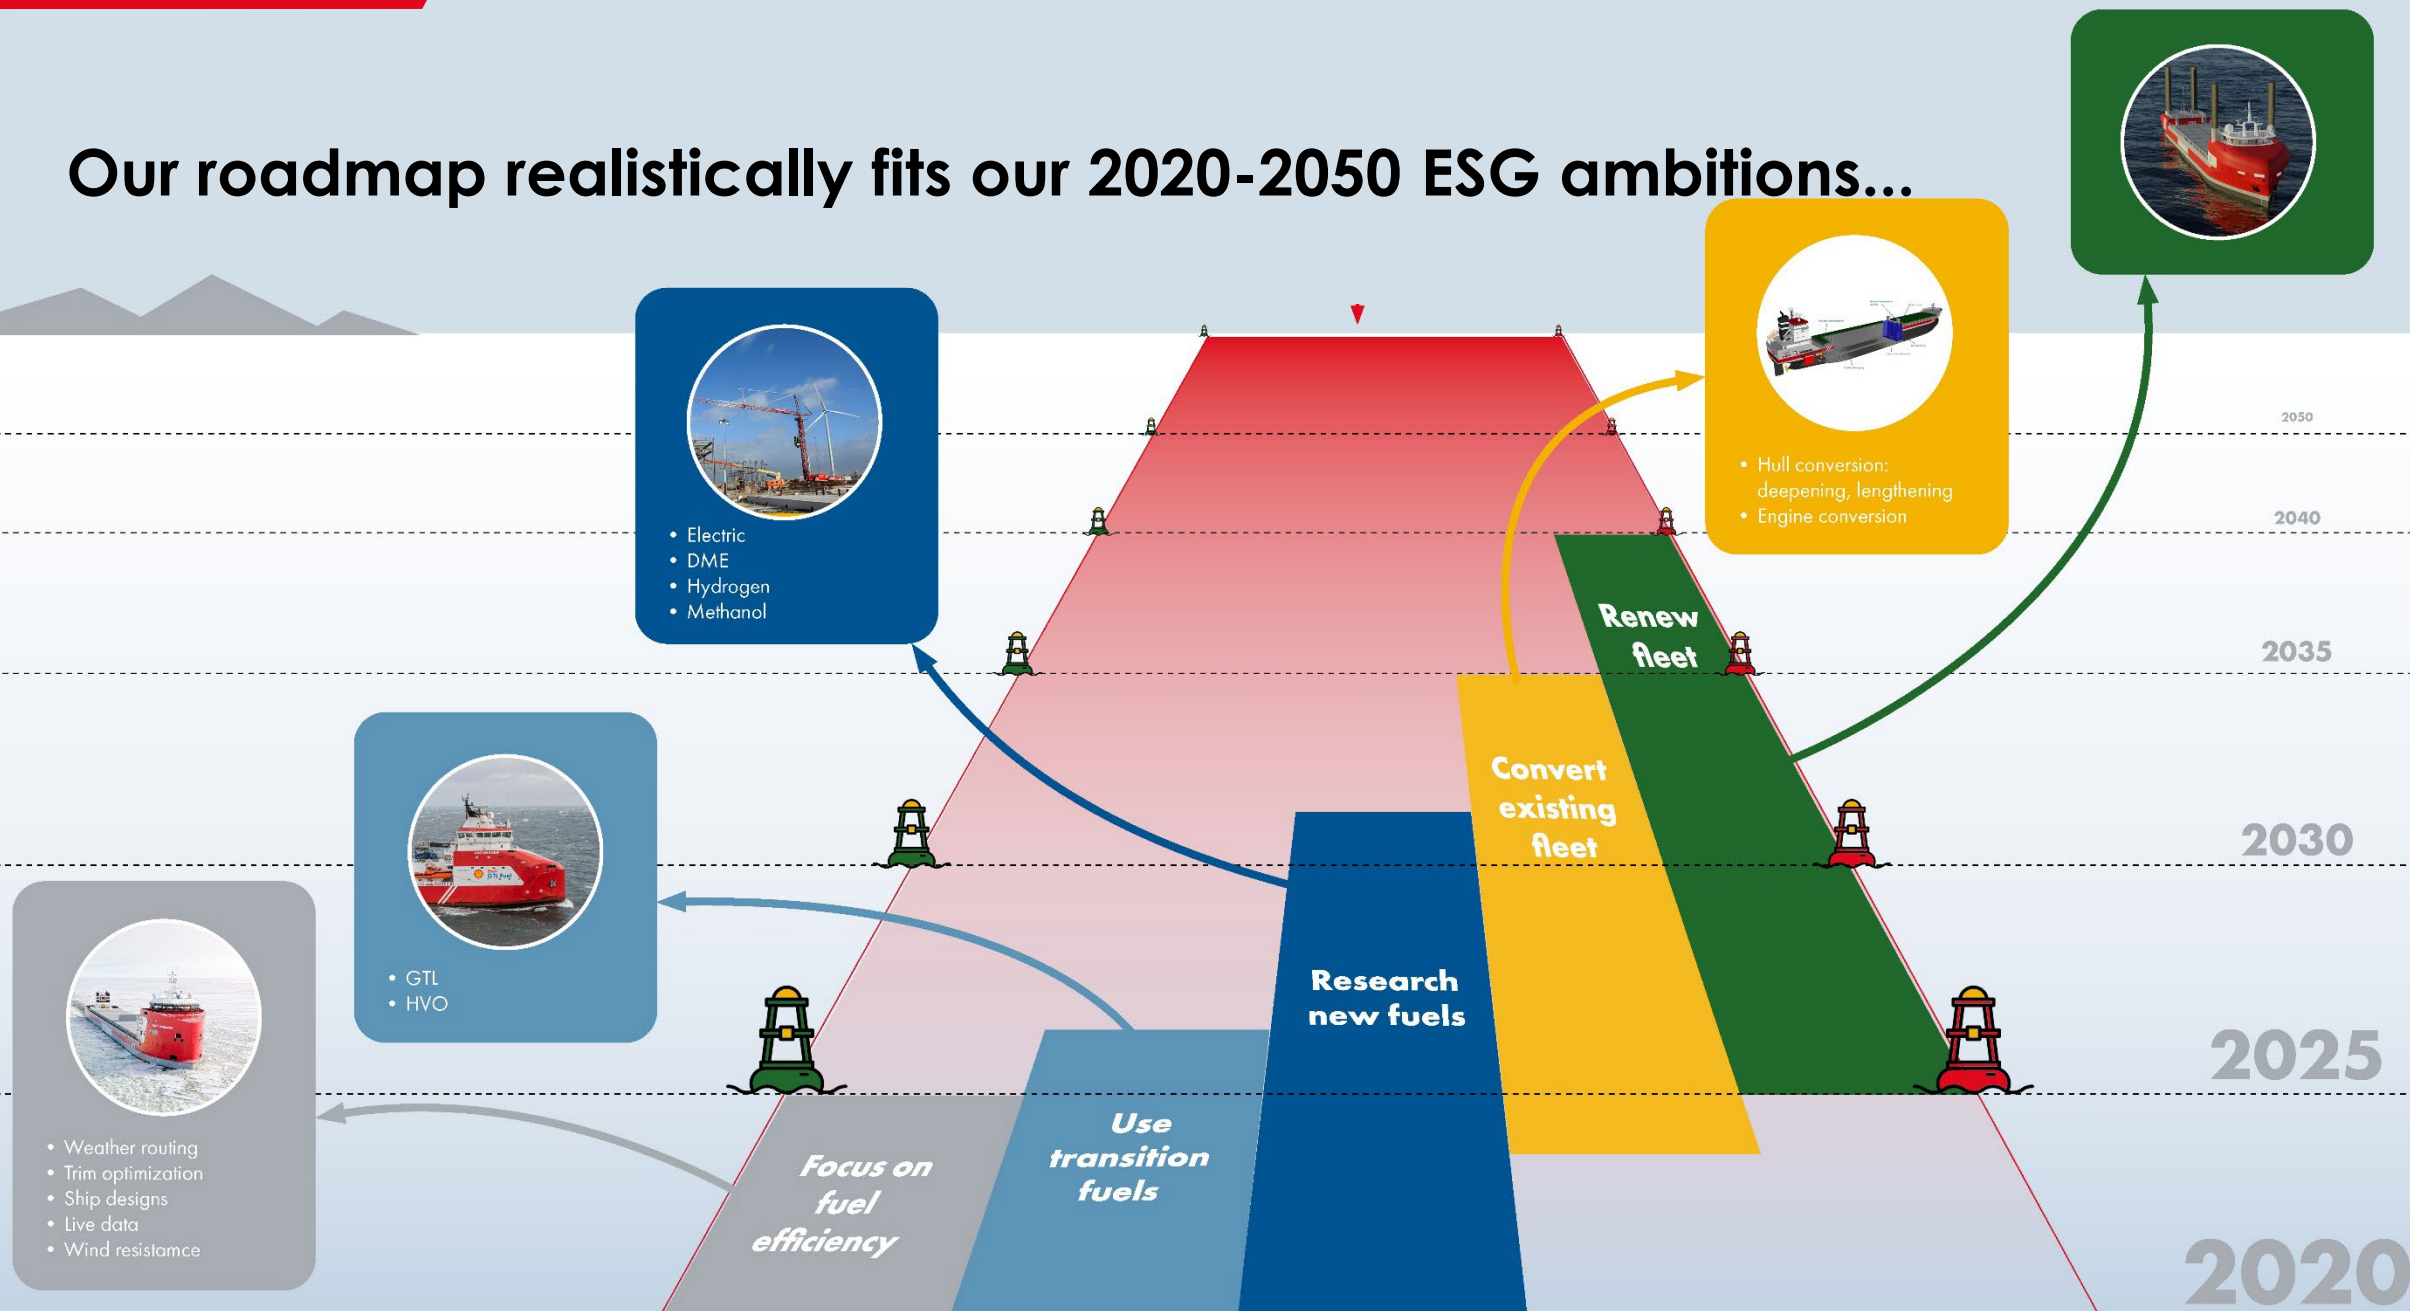 Our roadmap realistically fits our 2020-2050 ESG ambitions...
• Electric
• DME
• Hydrogen
• Methanol
• Hull conversion:
deepening, lengthening
• Engine conversion
• GTL
• HVO
• Weather routing
• Trim optimization
• Ship designs
• Live data
• Wind resistamce
Focus on
fuel
efficiency
Use
transition
fuels
Research
new fuels
Convert
existing
fleet
Renew
fleet
2050
2040
2035
2030
2025
2020
GTL Fuel